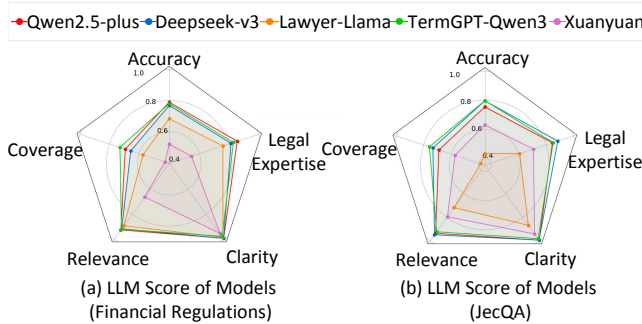 Qwen2.5-plus Deepseek-v3 Lawyer-Llama TermGPT-Qwen3 Xuanyuan
Accuracy
1.0
0.8
0.6
0.4
Coverage
Legal
Expertise
Relevance
Clarity
(a) LLM Score of Models
(Financial Regulations)
Accuracy
1.0
0.8
0.6
0.4
Coverage
Legal
Expertise
Relevance
Clarity
(b) LLM Score of Models
(JecQA)